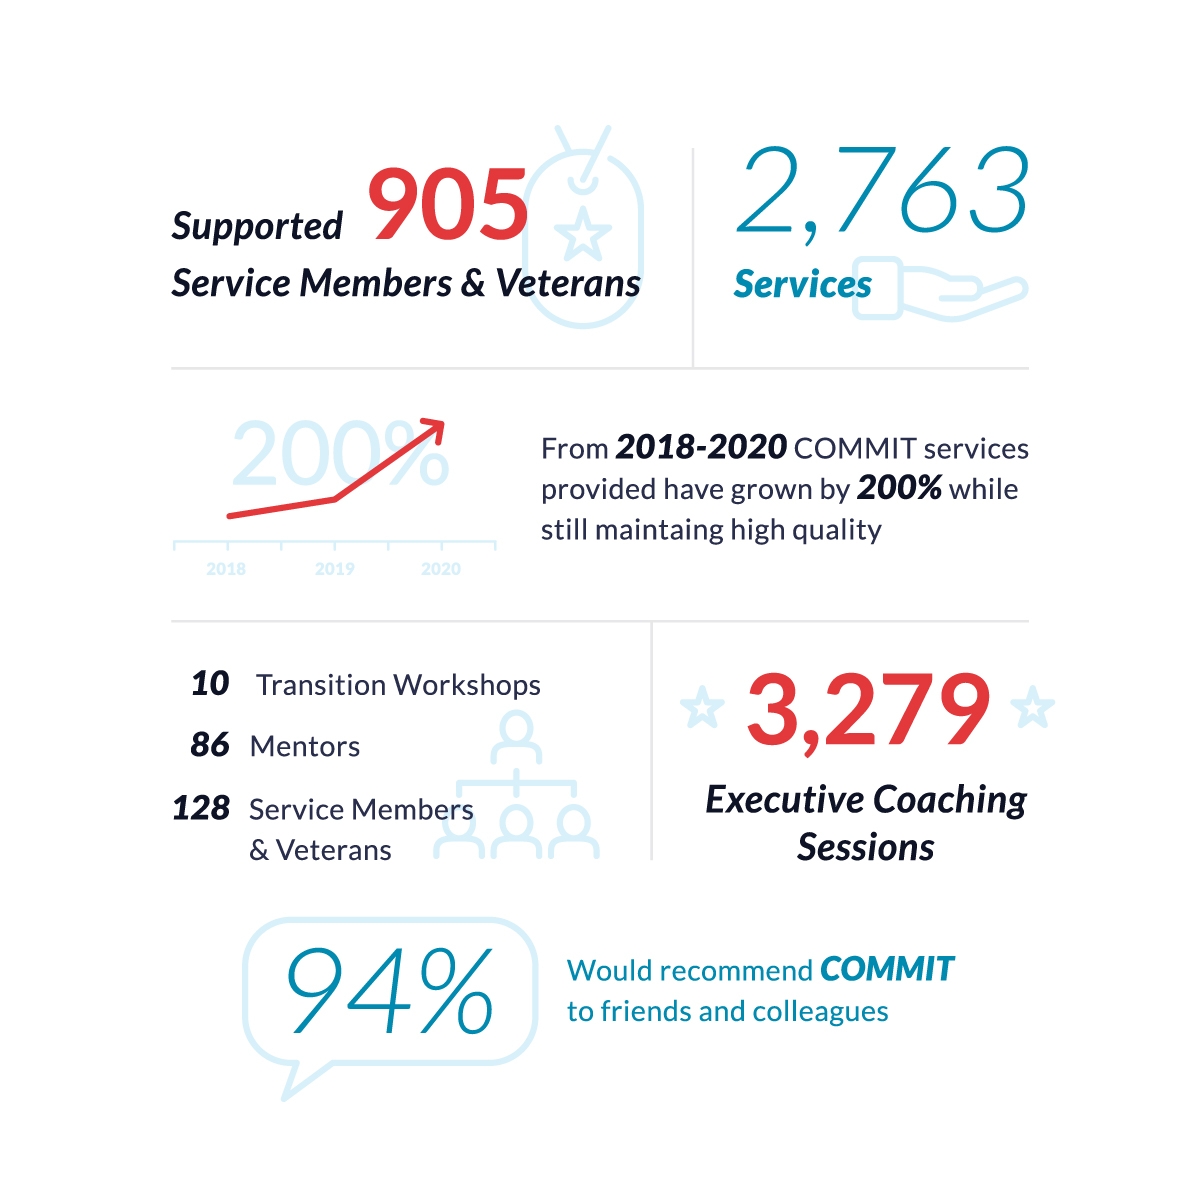 Supported 905
Service Members & Veterans
2,763
Services
200%
2018 2019 2020
From 2018-2020 COMMIT services
provided have grown by 200% while
still maintaing high quality
10 Transition Workshops
86 Mentors
128 Service Members
& Veterans
3,279
Executive Coaching
Sessions
94%
Would recommend COMMIT
to friends and colleagues